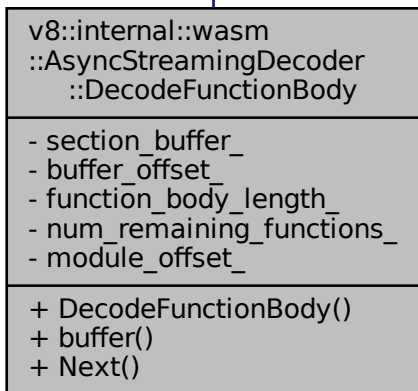 v8::internal::wasm
::AsyncStreamingDecoder
::DecodeFunctionBody
- section_buffer_
- buffer_offset_
- function_body_length_
- num_remaining_functions_
- module_offset_
+ DecodeFunctionBody()
+ buffer()
+ Next()